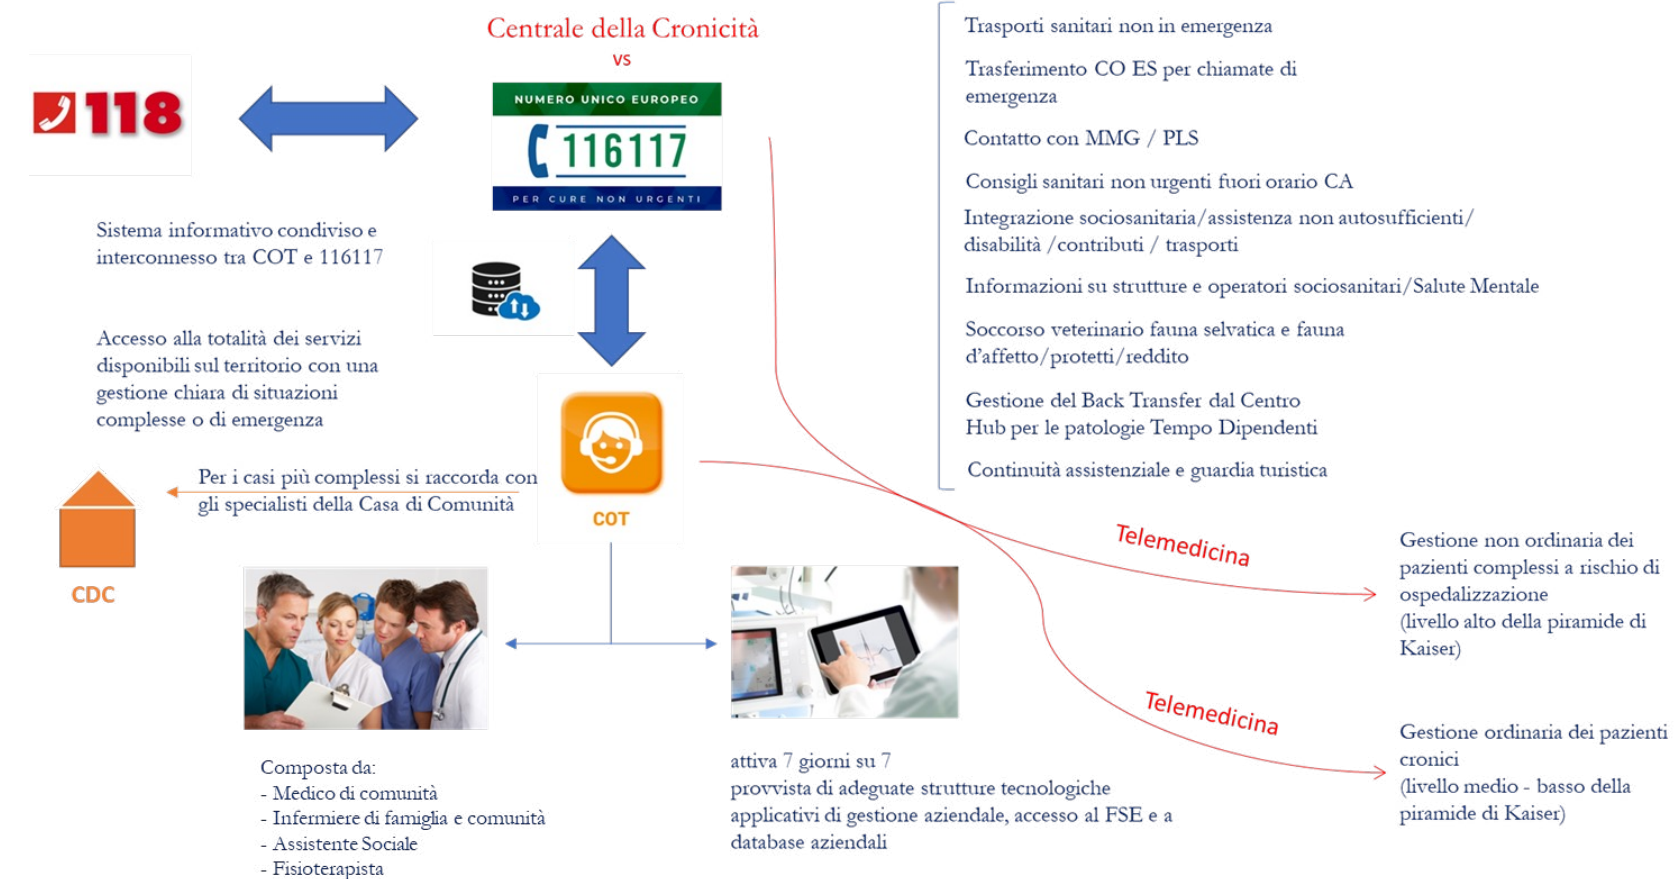 Centrale della Cronicità
vs
118
NUMERO UNICO EUROPEO
116117
PER CURE NON URGENTI
Sistema informativo condiviso e
interconnesso tra COT e 116117
Accesso alla totalità dei servizi
disponibili sul territorio con una
gestione chiara di situazioni
complesse o di emergenza
Per i casi più complessi si raccorda con
gli specialisti della Casa di Comunità
CDC
COT
Composta da:
- Medico di comunità
- Infermiere di famiglia e comunità
- Assistente Sociale
- Fisioterapista
attiva 7 giorni su 7
provvista di adeguate strutture tecnologiche
applicativi di gestione aziendale, accesso al FSE e a
database aziendali
Trasporti sanitari non in emergenza
Trasferimento CO ES per chiamate di
emergenza
Contatto con MMG / PLS
Consigli sanitari non urgenti fuori orario CA
Integrazione sociosanitaria/assistenza non autosufficienti/
disabilità /contributi / trasporti
Informazioni su strutture e operatori sociosanitari/Salute Mentale
Soccorso veterinario fauna selvatica e fauna
d'affetto/protetti/reddito
Gestione del Back Transfer dal Centro
Hub per le patologie Tempo Dipendenti
Continuità assistenziale e guardia turistica
Telemedicina
Gestione non ordinaria dei
pazienti complessi a rischio di
ospedalizzazione
(livello alto della piramide di
Kaiser)
Telemedicina
Gestione ordinaria dei pazienti
cronici
(livello medio - basso della
piramide di Kaiser)